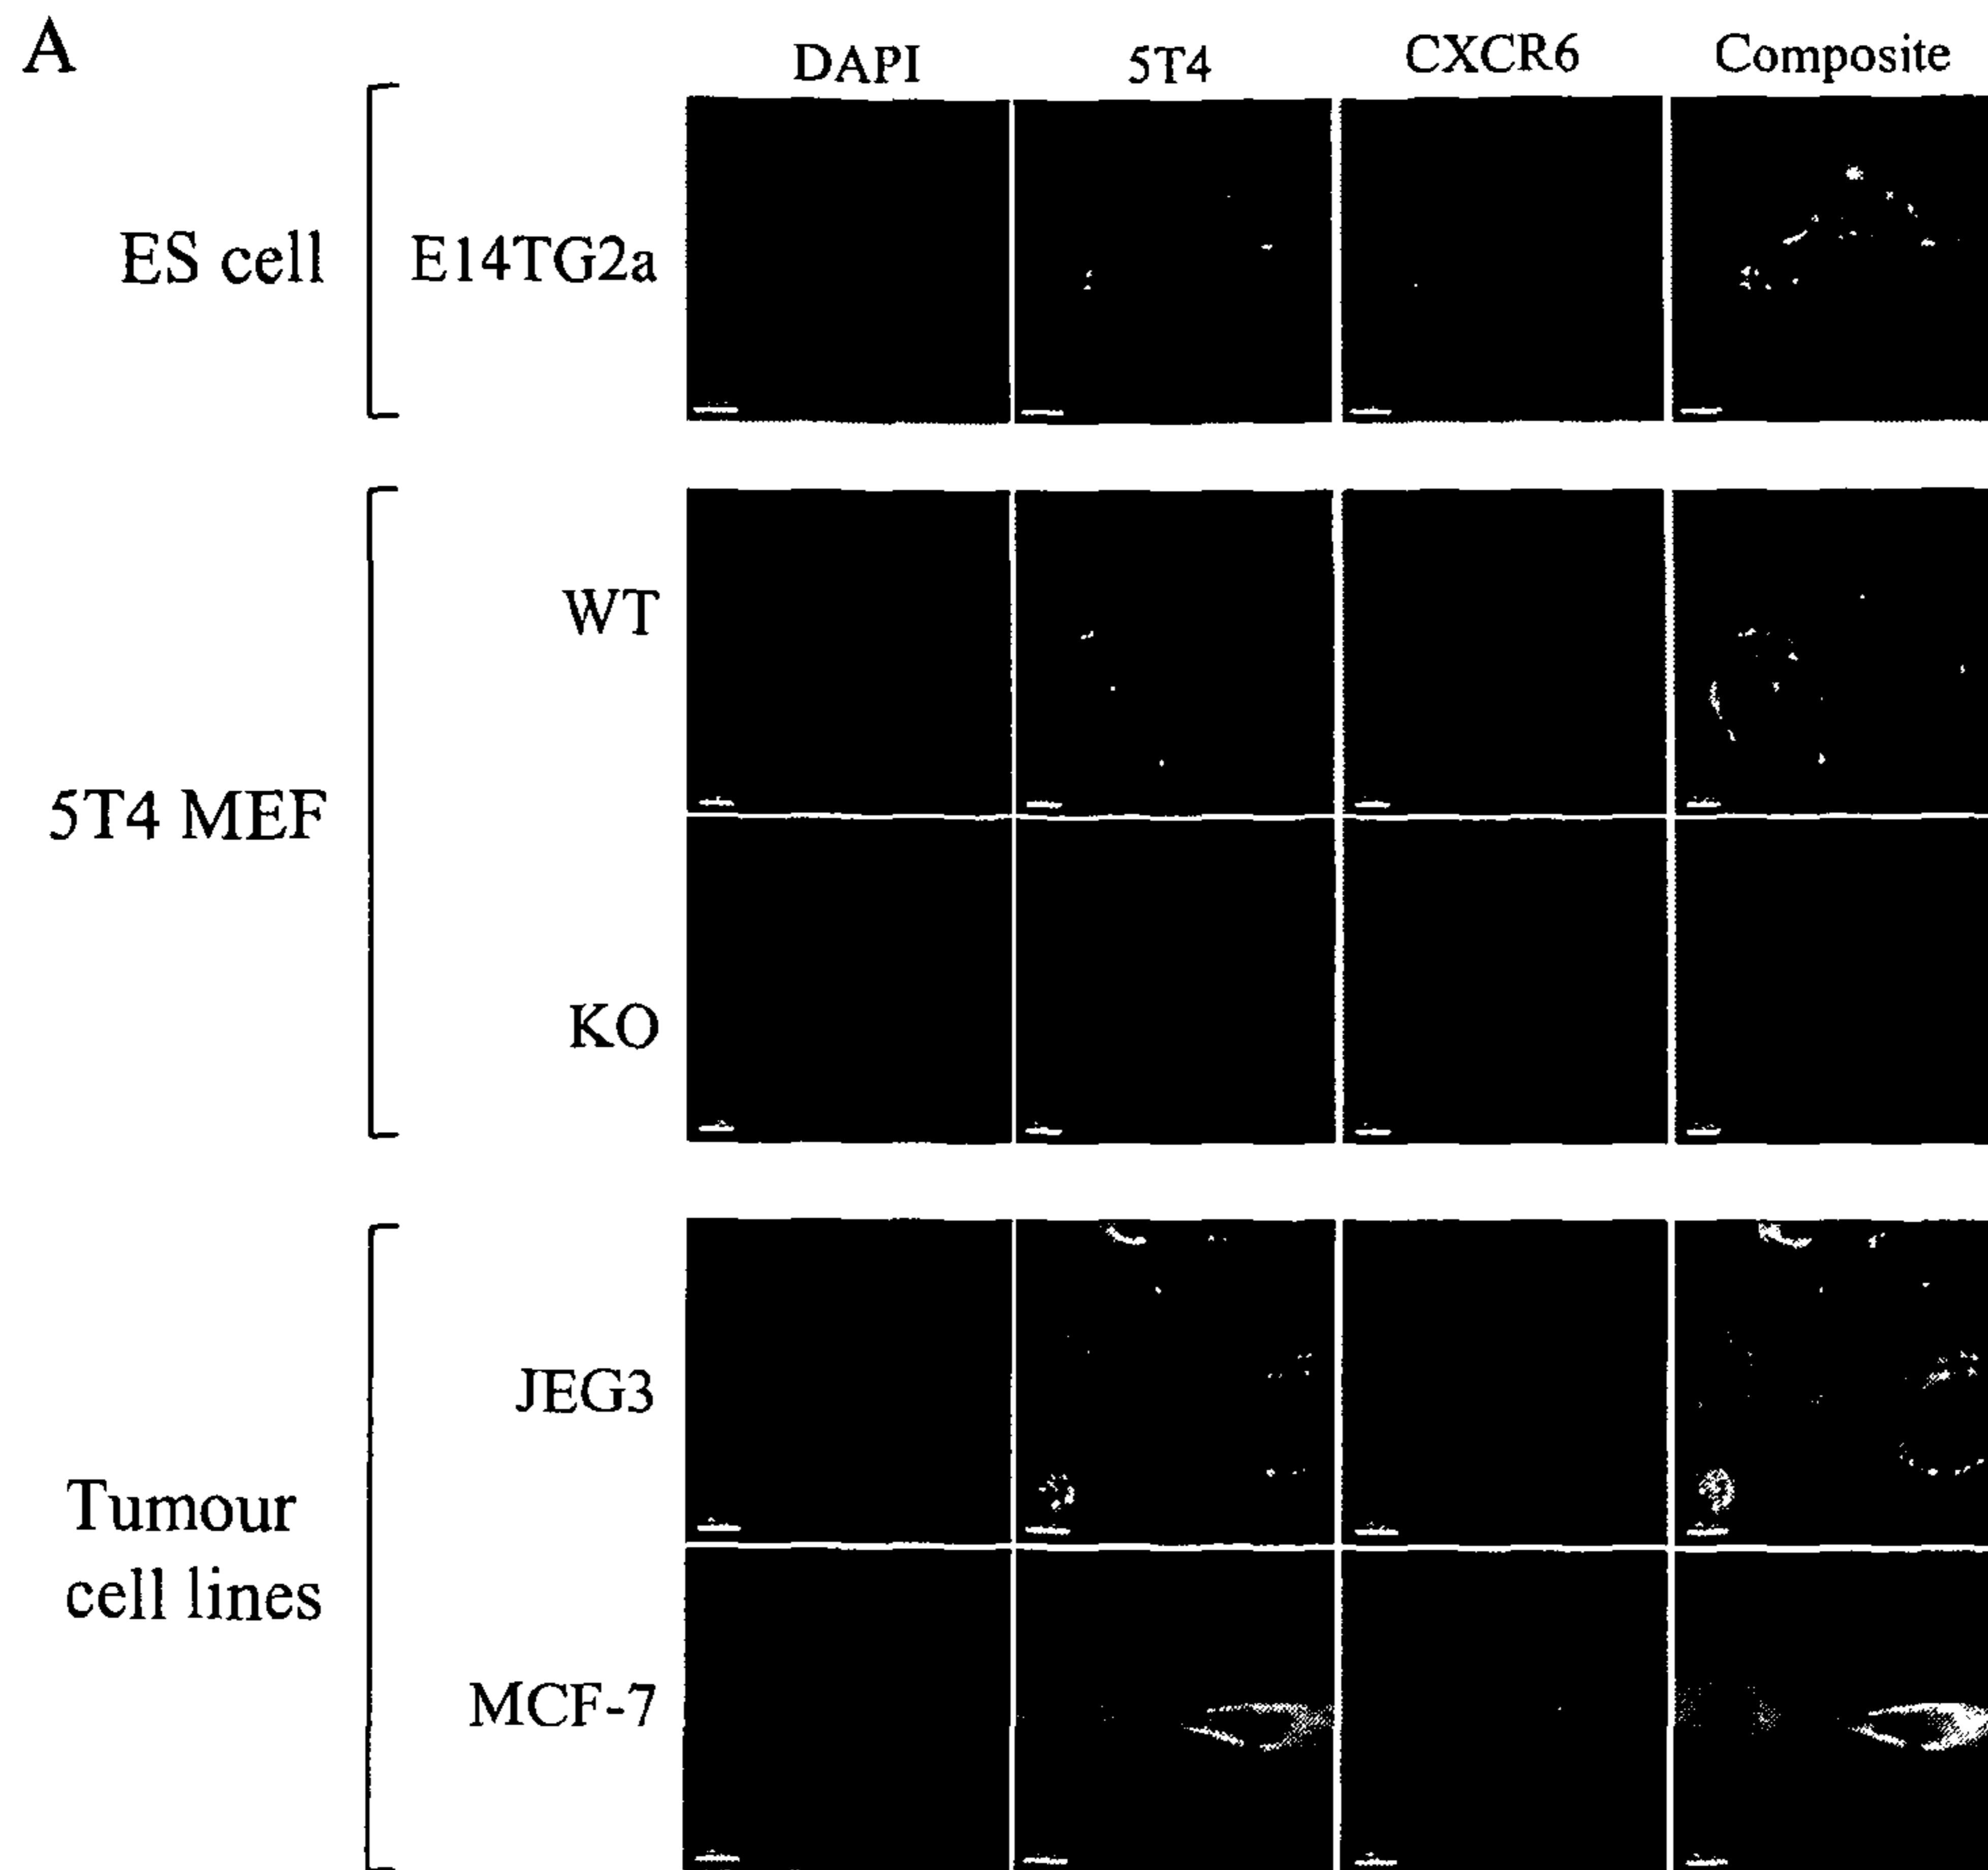 A
DAPI 5T4 CXCR6 Composite
ES cell E14TG2a
WT
5T4 MEF
KO
JEG3
Tumour
cell lines
MCF-7